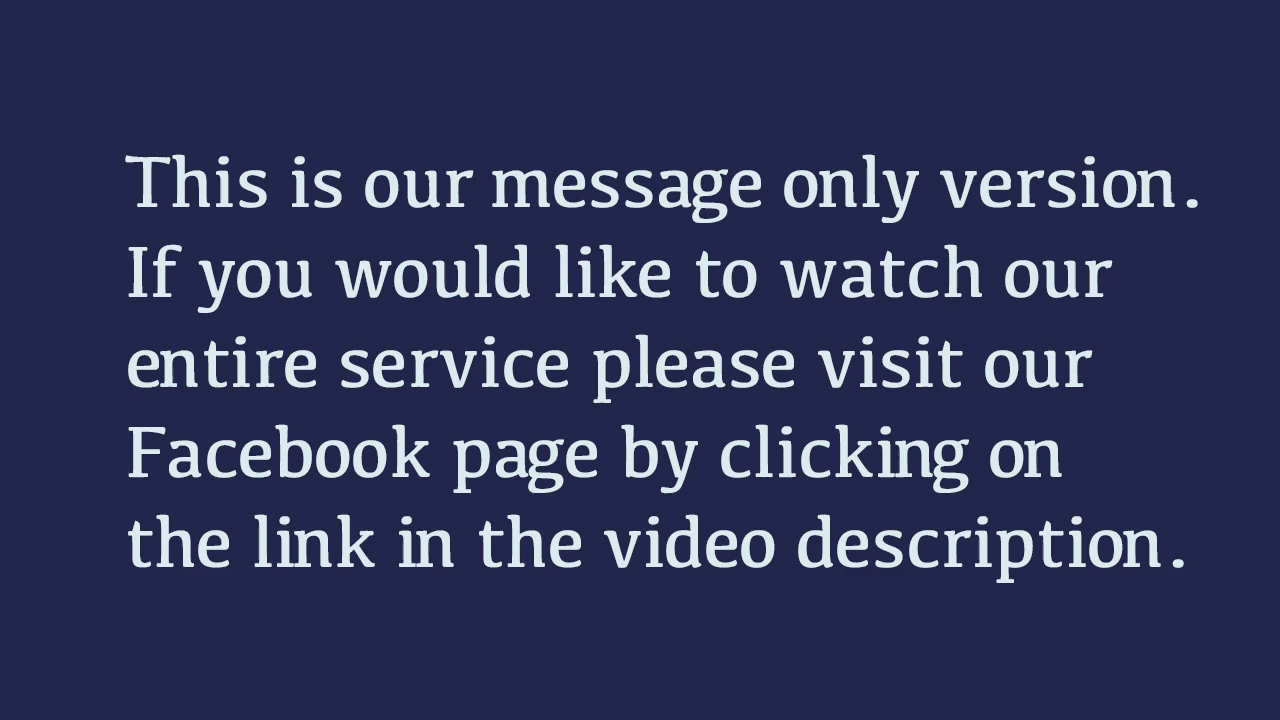 This is our message only version.
If you would like to watch our
entire service please visit our
Facebook page by clicking on
the link in the video description.